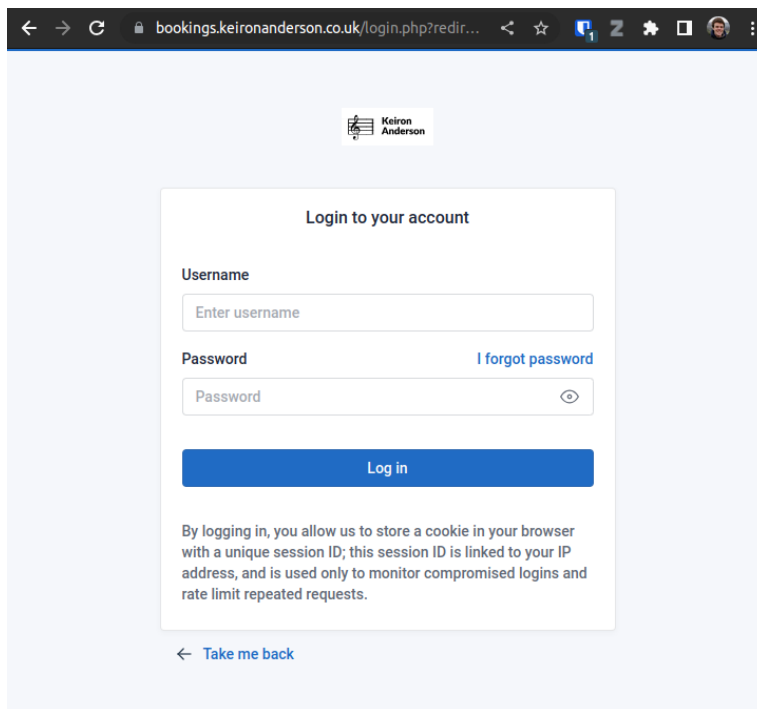 bookings.keironanderson.co.uk/login.php?redir...
1
Z
Keiron
Anderson
Login to your account
Username
Enter username
Password I forgot password
Password
Log in
By logging in, you allow us to store a cookie in your browser
with a unique session ID; this session ID is linked to your IP
address, and is used only to monitor compromised logins and
rate limit repeated requests.
Take me back